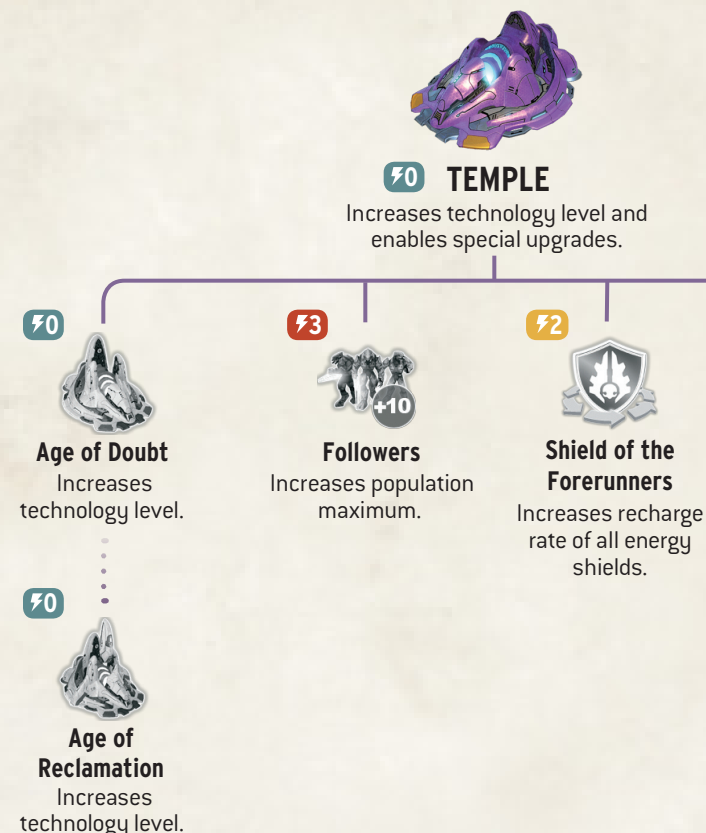 0 TEMPLE
Increases technology level and
enables special upgrades.
0
Age of Doubt
Increases
technology level.
3
+10
Followers
Increases population
maximum.
2
Shield of the
Forerunners
Increases recharge
rate of all energy
shields.
0
Age of
Reclamation
Increases
technology level.